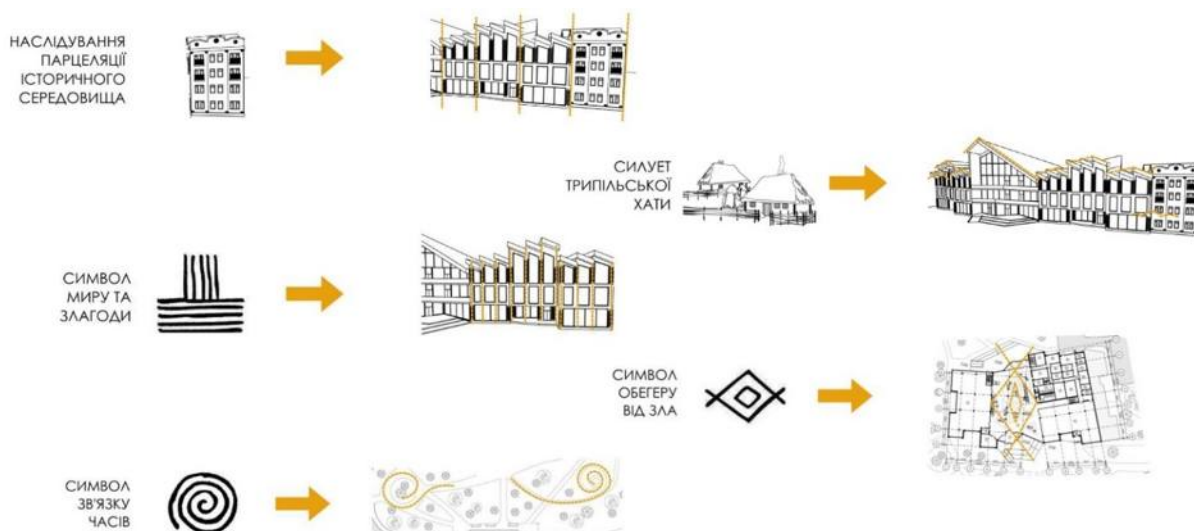 НАСЛІДУВАННЯ
ПАРЦЕЛЯЦІЇ
ІСТОРИЧНОГО
СЕРЕДОВИЩА
СИЛУЕТ
ТРИПІЛЬСЬКОЇ
ХАТИ
СИМВОЛ
МИРУ ТА
ЗЛАГОДИ
СИМВОЛ
ОБЕГЕРУ
ВІД ЗЛА
СИМВОЛ
ЗВ'ЯЗКУ
ЧАСІВ